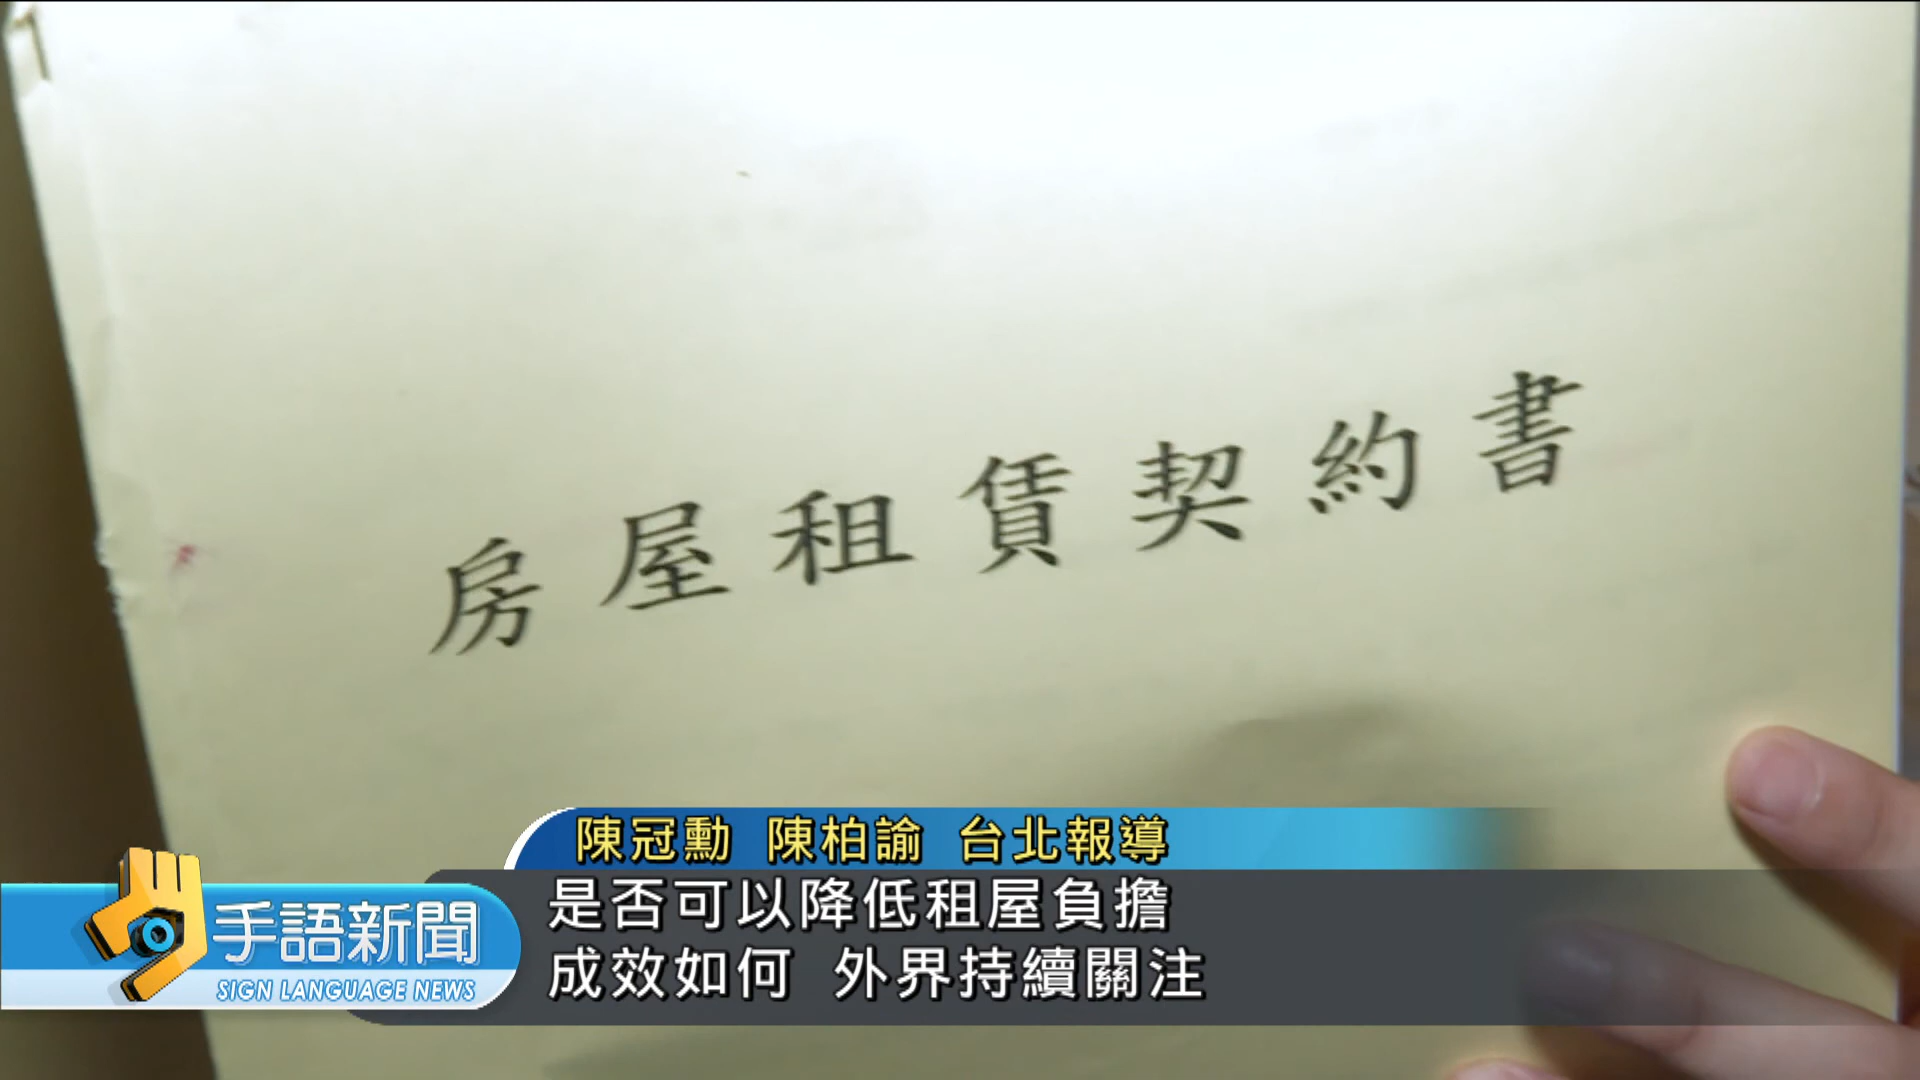 房屋租賃契約書
陳冠勳 陳柏諭 台北報導
是否可以降低租屋負擔
成效如何 外界持續關注
手語新聞
SIGN LANGUAGE NEWS